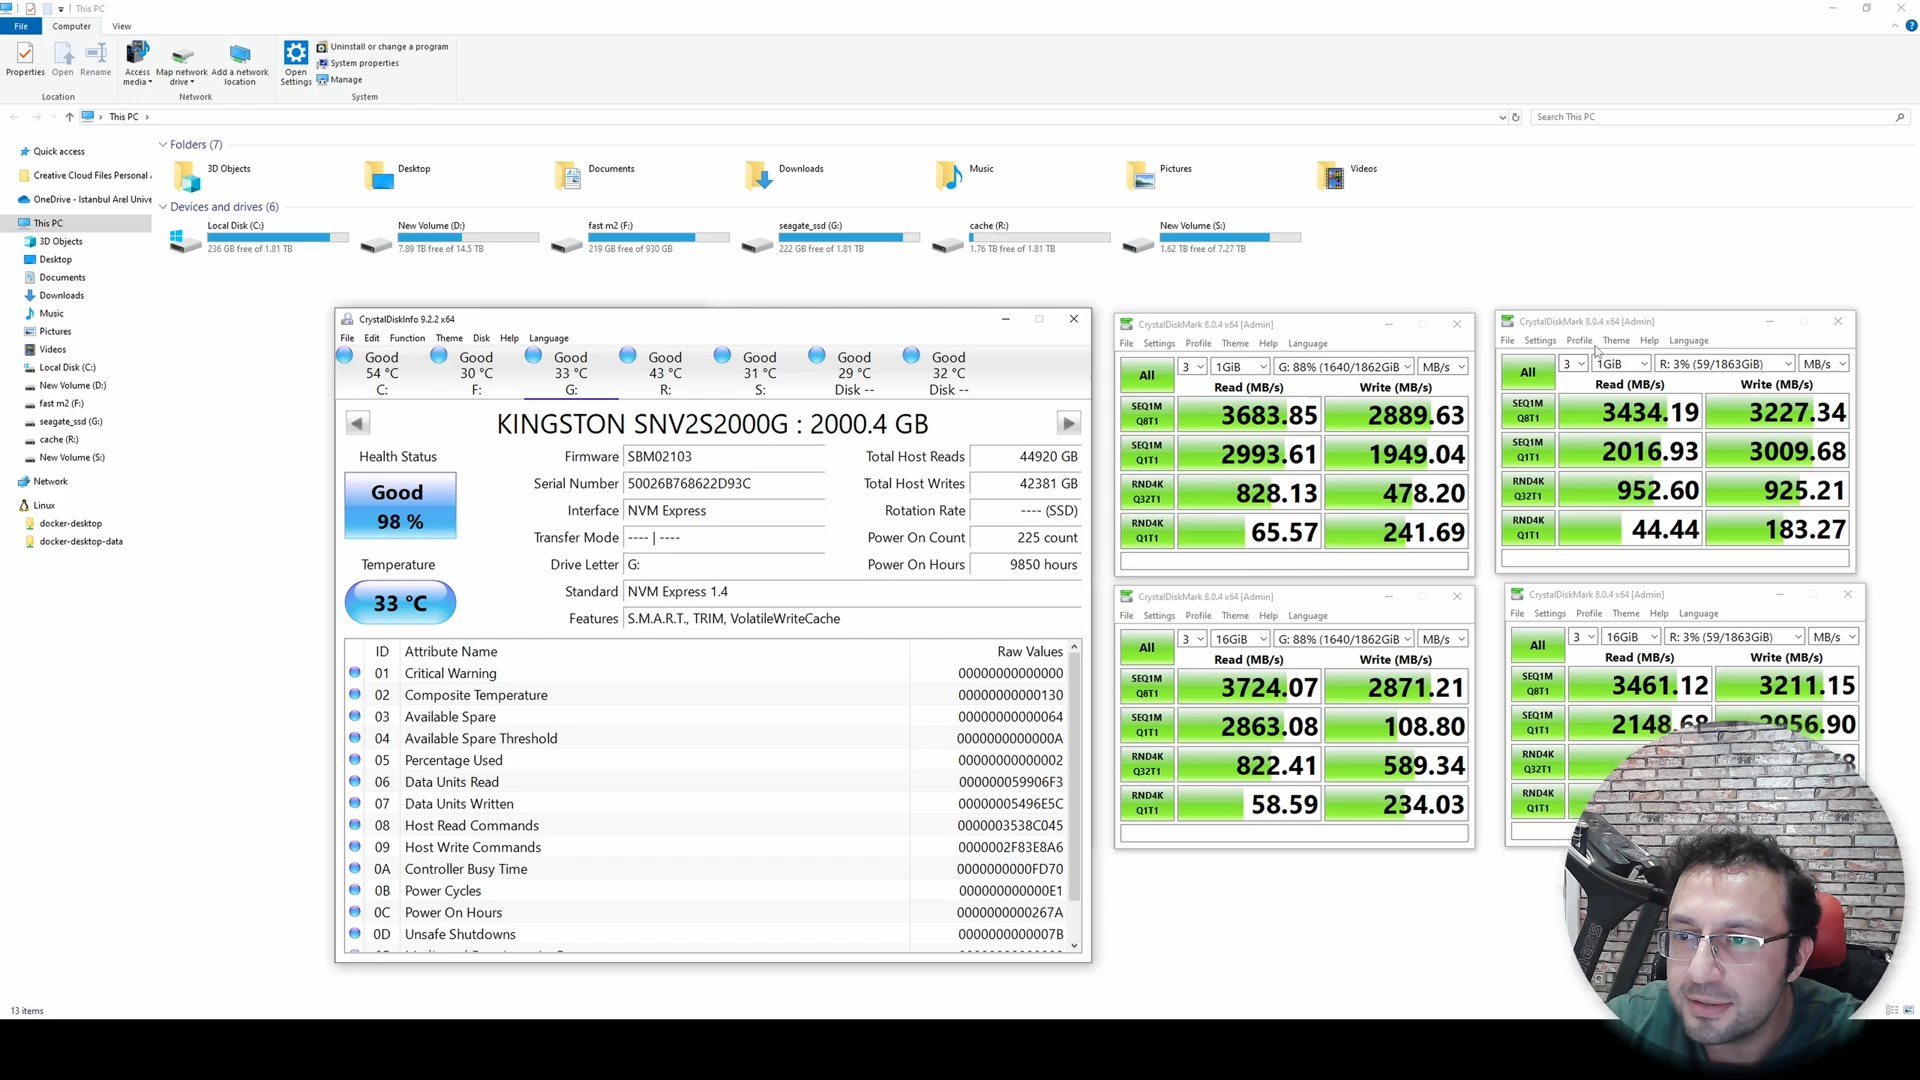 This PC
File
Computer
View
Properties
Open
Rename
Access media
Map network drive
Add a network location
Open Settings
Uninstall or change a program
System properties
Manage
Location
Network
System
This PC
Search This PC
Quick access
Creative Cloud Files Personal
OneDrive - Istanbul Arel Unive
This PC
3D Objects
Desktop
Documents
Downloads
Music
Pictures
Videos
Local Disk (C:)
New Volume (D:)
fast m2 (F:)
seagate_ssd (G:)
cache (R:)
New Volume (S:)
Network
Linux
docker-desktop
docker-desktop-data
13 items
Folders (7)
3D Objects
Desktop
Documents
Downloads
Music
Pictures
Videos
Devices and drives (6)
Local Disk (C:)
236 GB free of 1.81 TB
New Volume (D:)
7.89 TB free of 14.5 TB
fast m2 (F:)
219 GB free of 930 GB
seagate_ssd (G:)
222 GB free of 1.81 TB
cache (R:)
1.76 TB free of 1.81 TB
New Volume (S:)
1.62 TB free of 7.27 TB
CrystalDiskInfo 9.2.2 x64
File Edit Function Theme Disk Help Language
Good Good Good Good Good Good Good
54 °C 30 °C 33 °C 43 °C 31 °C 29 °C 32 °C
C: F: G: R: S: Disk -- Disk --
KINGSTON SNV2S2000G : 2000.4 GB
Health Status
Good
98 %
Temperature
33 °C
Firmware SBM02103
Serial Number 50026B768622D93C
Interface NVM Express
Transfer Mode ---- | ----
Drive Letter G:
Standard NVM Express 1.4
Features S.M.A.R.T., TRIM, VolatileWriteCache
Total Host Reads 44920 GB
Total Host Writes 42381 GB
Rotation Rate ---- (SSD)
Power On Count 225 count
Power On Hours 9850 hours
ID Attribute Name Raw Values
01 Critical Warning 00000000000000
02 Composite Temperature 00000000000130
03 Available Spare 00000000000064
04 Available Spare Threshold 0000000000000A
05 Percentage Used 00000000000002
06 Data Units Read 000000059906F3
07 Data Units Written 00000005496E5C
08 Host Read Commands 0000003538C045
09 Host Write Commands 0000002F83E8A6
0A Controller Busy Time 0000000000FD70
0B Power Cycles 000000000000E1
0C Power On Hours 0000000000267A
0D Unsafe Shutdowns 0000000000007B
CrystalDiskMark 8.0.4 x64 [Admin]
File Settings Profile Theme Help Language
All 3 1GiB G: 88% (1640/1862GiB MB/s
Read (MB/s) Write (MB/s)
SEQ1M Q8T1 3683.85 2889.63
SEQ1M Q1T1 2993.61 1949.04
RND4K Q32T1 828.13 478.20
RND4K Q1T1 65.57 241.69
CrystalDiskMark 8.0.4 x64 [Admin]
File Settings Profile Theme Help Language
All 3 1GiB R: 3% (59/1863GiB) MB/s
Read (MB/s) Write (MB/s)
SEQ1M Q8T1 3434.19 3227.34
SEQ1M Q1T1 2016.93 3009.68
RND4K Q32T1 952.60 925.21
RND4K Q1T1 44.44 183.27
CrystalDiskMark 8.0.4 x64 [Admin]
File Settings Profile Theme Help Language
All 3 16GiB G: 88% (1640/1862GiB MB/s
Read (MB/s) Write (MB/s)
SEQ1M Q8T1 3724.07 2871.21
SEQ1M Q1T1 2863.08 108.80
RND4K Q32T1 822.41 589.34
RND4K Q1T1 58.59 234.03
CrystalDiskMark 8.0.4 x64 [Admin]
File Settings Profile Theme Help Language
All 3 16GiB R: 3% (59/1863GiB) MB/s
Read (MB/s) Write (MB/s)
SEQ1M Q8T1 3461.12 3211.15
SEQ1M Q1T1 2148.68 2956.90
RND4K Q32T1
RND4K Q1T1